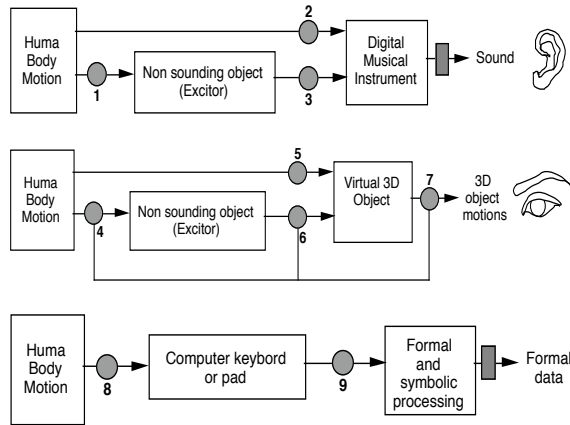 2
Huma
Body
Motion
1
Non sounding object
(Excitor)
3
Digital
Musical
Instrument
Sound
5
Huma
Body
Motion
4
Non sounding object
(Excitor)
6
Virtual 3D
Object
7
3D
object
motions
Huma
Body
Motion
8
Computer keybord
or pad
9
Formal
and
symbolic
processing
Formal
data